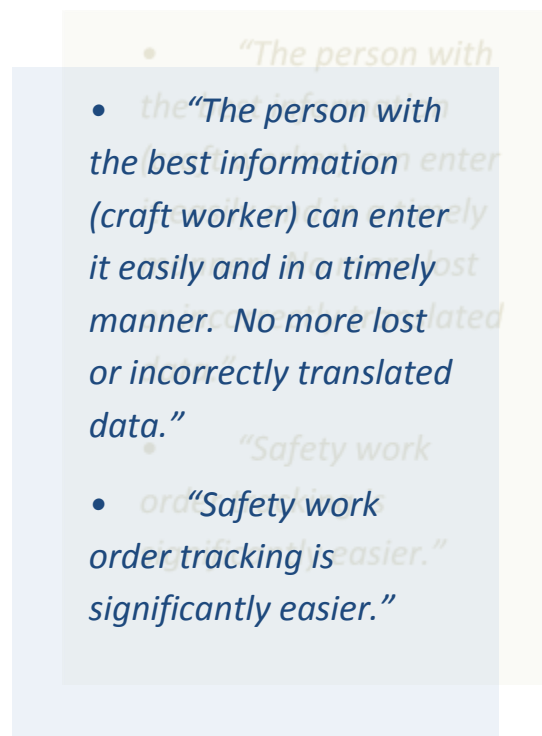 • “The person with
the best information
(craft worker) can enter
it easily and in a timely
manner.  No more lost
or incorrectly translated
data.”
• “Safety work
order tracking is
significantly easier.”